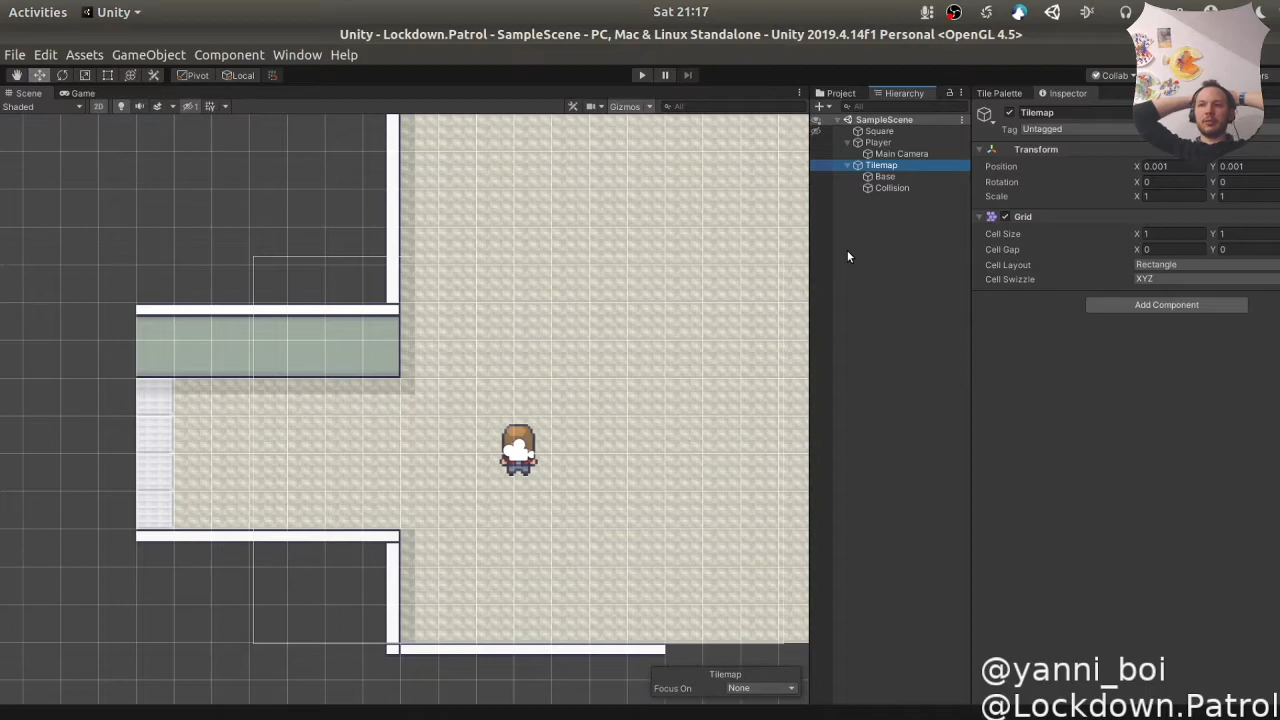 Activities
Unity
Sat 21:17
Unity - Lockdown.Patrol - SampleScene - PC, Mac & Linux Standalone - Unity 2019.4.14f1 Personal <OpenGL 4.5>
File Edit Assets GameObject Component Window Help
Pivot Local
Collab
ers
Scene Game
Project Hierarchy
Tile Palette Inspector
Shaded 2D 1 Gizmos All
All
SampleScene
Square
Player
Main Camera
Tilemap
Base
Collision
Tilemap
Tag Untagged
Transform
Position X 0.001 Y 0.001
Rotation X 0 Y 0
Scale X 1 Y 1
Grid
Cell Size X 1 Y 1
Cell Gap X 0 Y 0
Cell Layout Rectangle
Cell Swizzle XYZ
Add Component
Tilemap
Focus On None
@yanni_boi
@Lockdown.Patrol